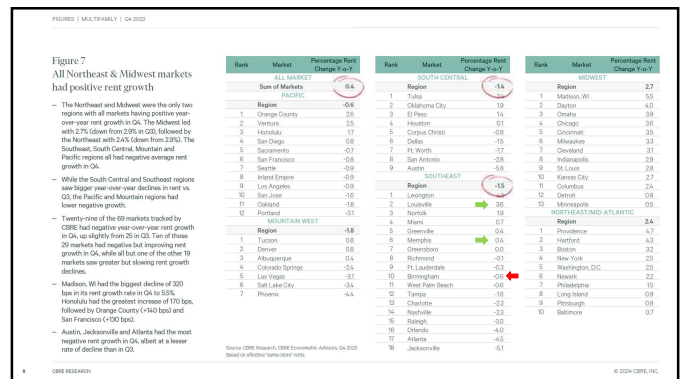 FIGURES | MULTIFAMILY | Q4 2023
Figure 7
All Northeast & Midwest markets
had positive rent growth
– The Northeast and Midwest were the only two
regions with all markets having positive year-
over-year rent growth in Q4. The Midwest led
with 2.7% (down from 2.9% in Q3), followed by
the Northeast with 2.4% (down from 2.9%). The
Southeast, South Central, Mountain and
Pacific regions all had negative average rent
growth in Q4.
– While the South Central and Southeast regions
saw bigger year-over-year declines in rent vs.
Q3, the Pacific and Mountain regions had
lower negative growth.
– Twenty-nine of the 69 markets tracked by
CBRE had negative year-over-year rent growth
in Q4, up slightly from 25 in Q3. Ten of those
29 markets had negative but improving rent
growth in Q4, while all but one of the other 19
markets saw greater but slowing rent growth
declines.
– Madison, WI had the biggest decline of 320
bps in its rent growth rate in Q4 to 5.5%.
Honolulu had the greatest increase of 170 bps,
followed by Orange County (+140 bps) and
San Francisco (+130 bps).
– Austin, Jacksonville and Atlanta had the most
negative rent growth in Q4, albeit at a lesser
rate of decline than in Q3.
Rank Market Percentage Rent
Change Y-o-Y
ALL MARKET
Sum of Markets 0.4
PACIFIC
Region -0.6
1 Orange County 2.6
2 Ventura 2.5
3 Honolulu 1.7
4 San Diego 0.8
5 Sacramento -0.7
6 San Francisco -0.8
7 Seattle -0.9
8 Inland Empire -0.9
9 Los Angeles -0.9
10 San Jose -1.6
11 Oakland -1.8
12 Portland -3.1
MOUNTAIN WEST
Region -1.8
1 Tucson 0.8
2 Denver 0.8
3 Albuquerque 0.4
4 Colorado Springs -2.4
5 Las Vegas -3.1
6 Salt Lake City -3.4
7 Phoenix -4.4
Source: CBRE Research, CBRE Econometric Advisors, Q4 2023.
Based on effective "same-store" rents.
Rank Market Percentage Rent
Change Y-o-Y
SOUTH CENTRAL
Region -1.4
1 Tulsa
2 Oklahoma City 1.9
3 El Paso 1.4
4 Houston 0.1
5 Corpus Christi -0.8
6 Dallas -1.5
7 Ft. Worth -1.7
8 San Antonio -2.8
9 Austin -5.8
SOUTHEAST
Region -1.5
1 Lexington
2 Louisville 3.6
3 Norfolk 1.9
4 Miami 0.7
5 Greenville 0.4
6 Memphis 0.4
7 Greensboro 0.0
8 Richmond -0.1
9 Ft. Lauderdale -0.3
10 Birmingham -0.6
11 West Palm Beach -0.6
12 Tampa -1.6
13 Charlotte -2.3
14 Nashville -2.3
15 Raleigh -3.0
16 Orlando -4.0
17 Atlanta -4.5
18 Jacksonville -5.1
Rank Market Percentage Rent
Change Y-o-Y
MIDWEST
Region 2.7
1 Madison, WI 5.5
2 Dayton 4.0
3 Omaha 3.9
4 Chicago 3.6
5 Cincinnati 3.5
6 Milwaukee 3.3
7 Cleveland 3.1
8 Indianapolis 2.9
9 St. Louis 2.8
10 Kansas City 2.7
11 Columbus 2.4
12 Detroit 0.8
13 Minneapolis 0.5
NORTHEAST/MID-ATLANTIC
Region 2.4
1 Providence 4.7
2 Hartford 4.3
3 Boston 3.2
4 New York 2.5
5 Washington, D.C. 2.5
6 Newark 2.2
7 Philadelphia 1.5
8 Long Island 0.9
9 Pittsburgh 0.8
10 Baltimore 0.7
8 CBRE RESEARCH
© 2024 CBRE, INC.